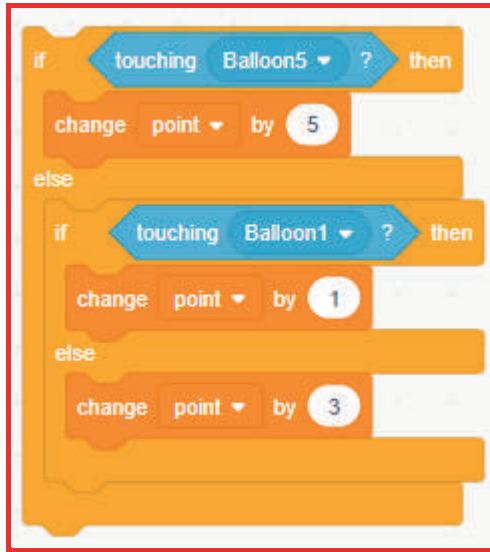 if touching Balloon5 ? then
change point by 5
else
if touching Balloon1 ? then
change point by 1
else
change point by 3